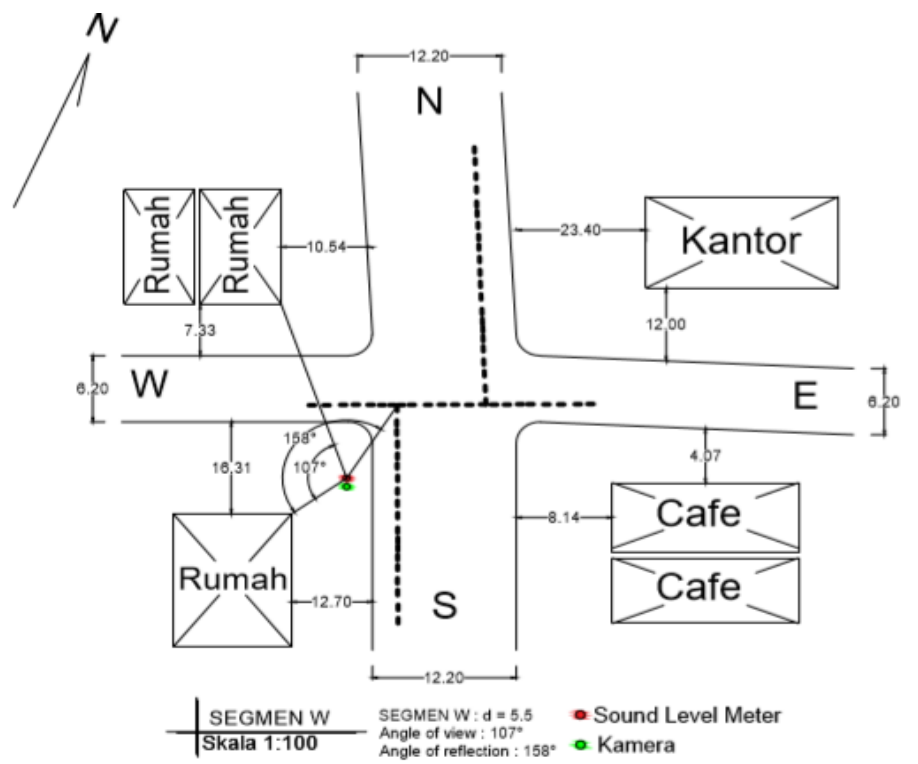 N
12.20
N
Rumah
Rumah
10.54
23.40
Kantor
7.33
12.00
6.20
W
E
6.20
158°
107°
16.31
4.07
Cafe
8.14
Rumah
Cafe
12.70
S
12.20
SEGMEN W
Skala 1:100
SEGMEN W : d = 5.5
Angle of view : 107°
Angle of reflection : 158°
Sound Level Meter
Kamera